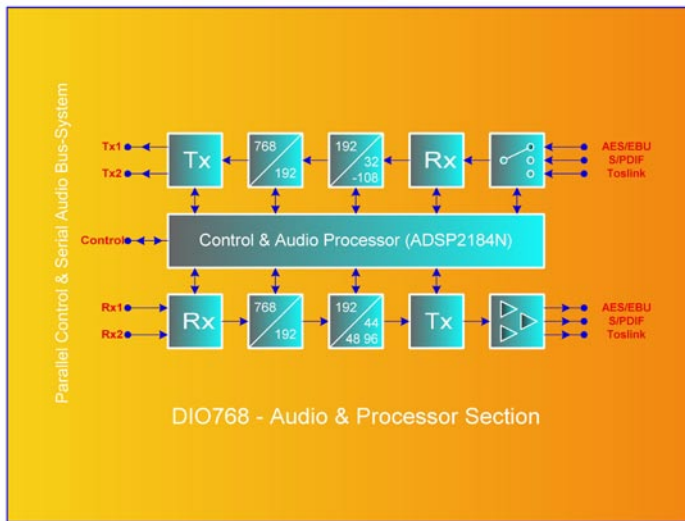 Parallel Control & Serial Audio Bus-System
Tx1
Tx2
Tx
768
192
192
32
-108
Rx
AES/EBU
S/PDIF
Toslink
Control
Control & Audio Processor (ADSP2184N)
Rx1
Rx2
Rx
768
192
192
44
48 96
Tx
AES/EBU
S/PDIF
Toslink
DIO768 - Audio & Processor Section